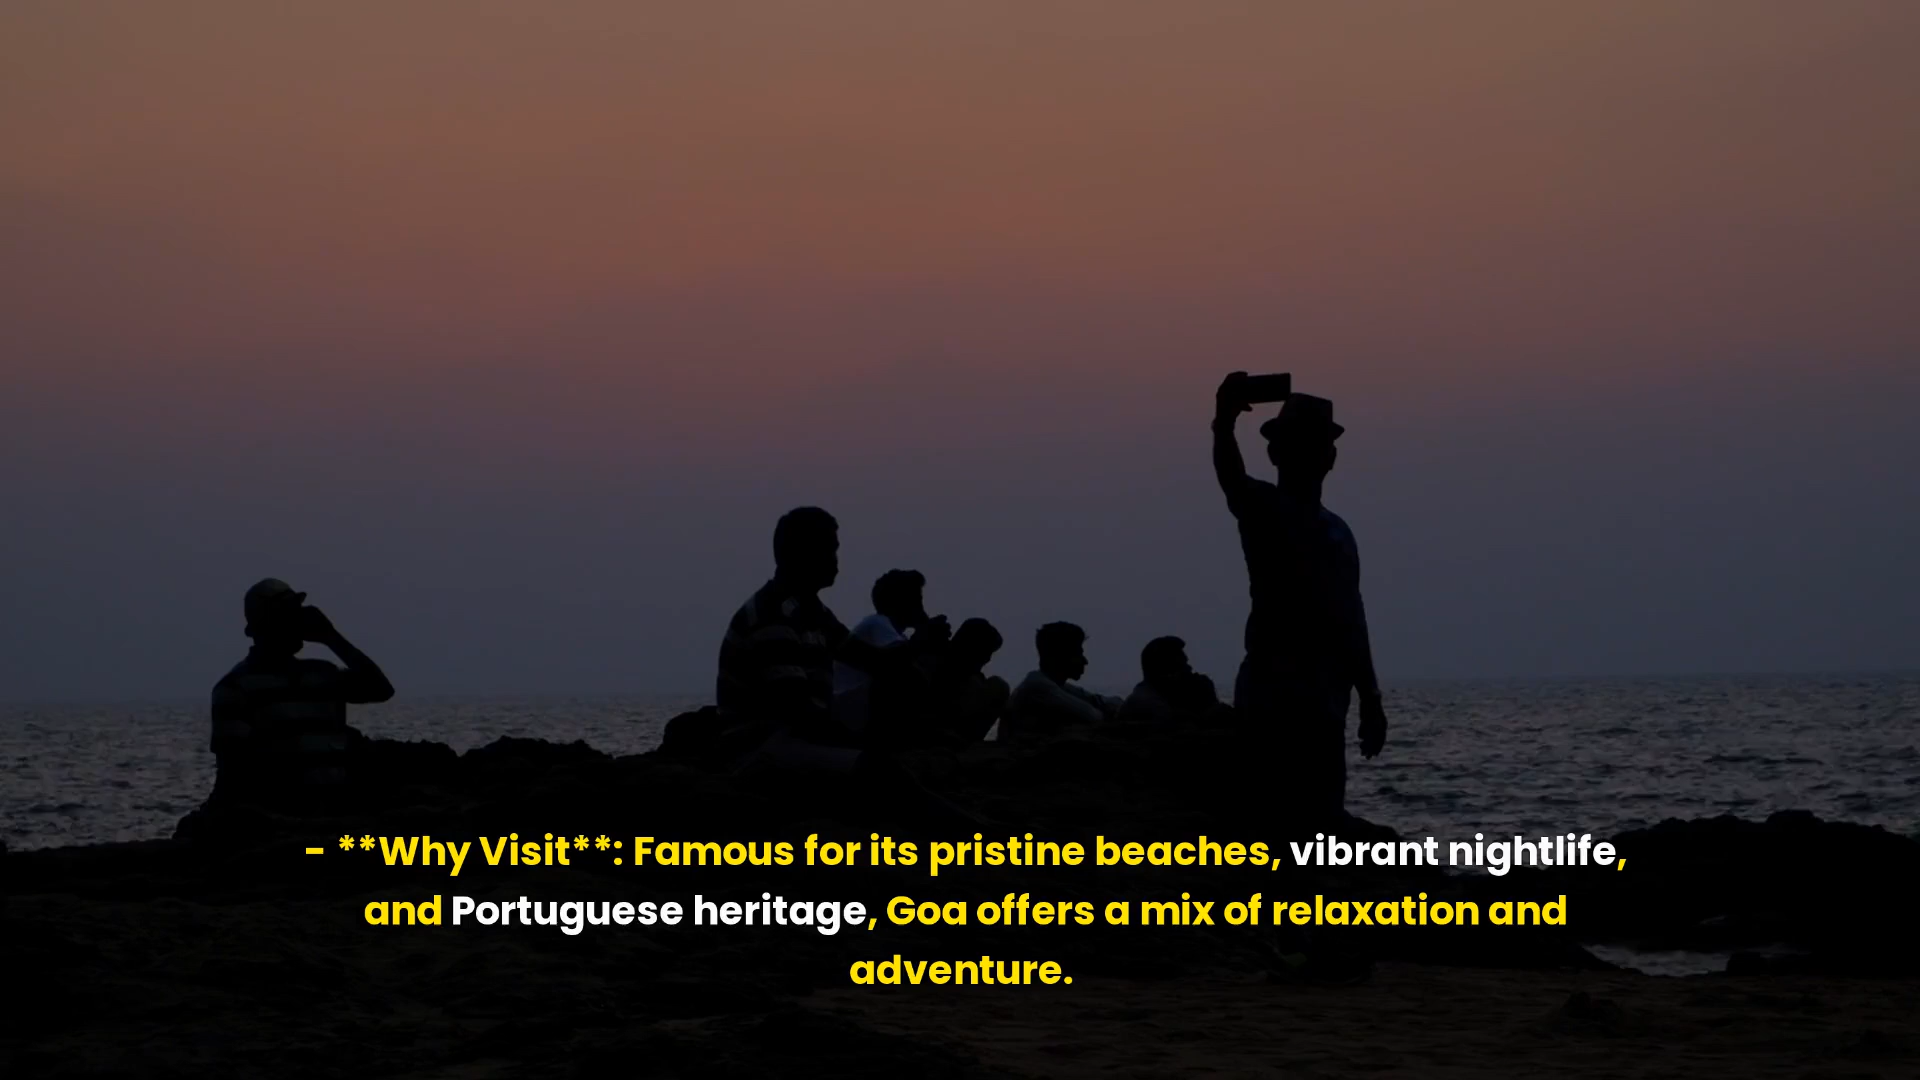 - **Why Visit**: Famous for its pristine beaches, vibrant nightlife,
and Portuguese heritage, Goa offers a mix of relaxation and
adventure.